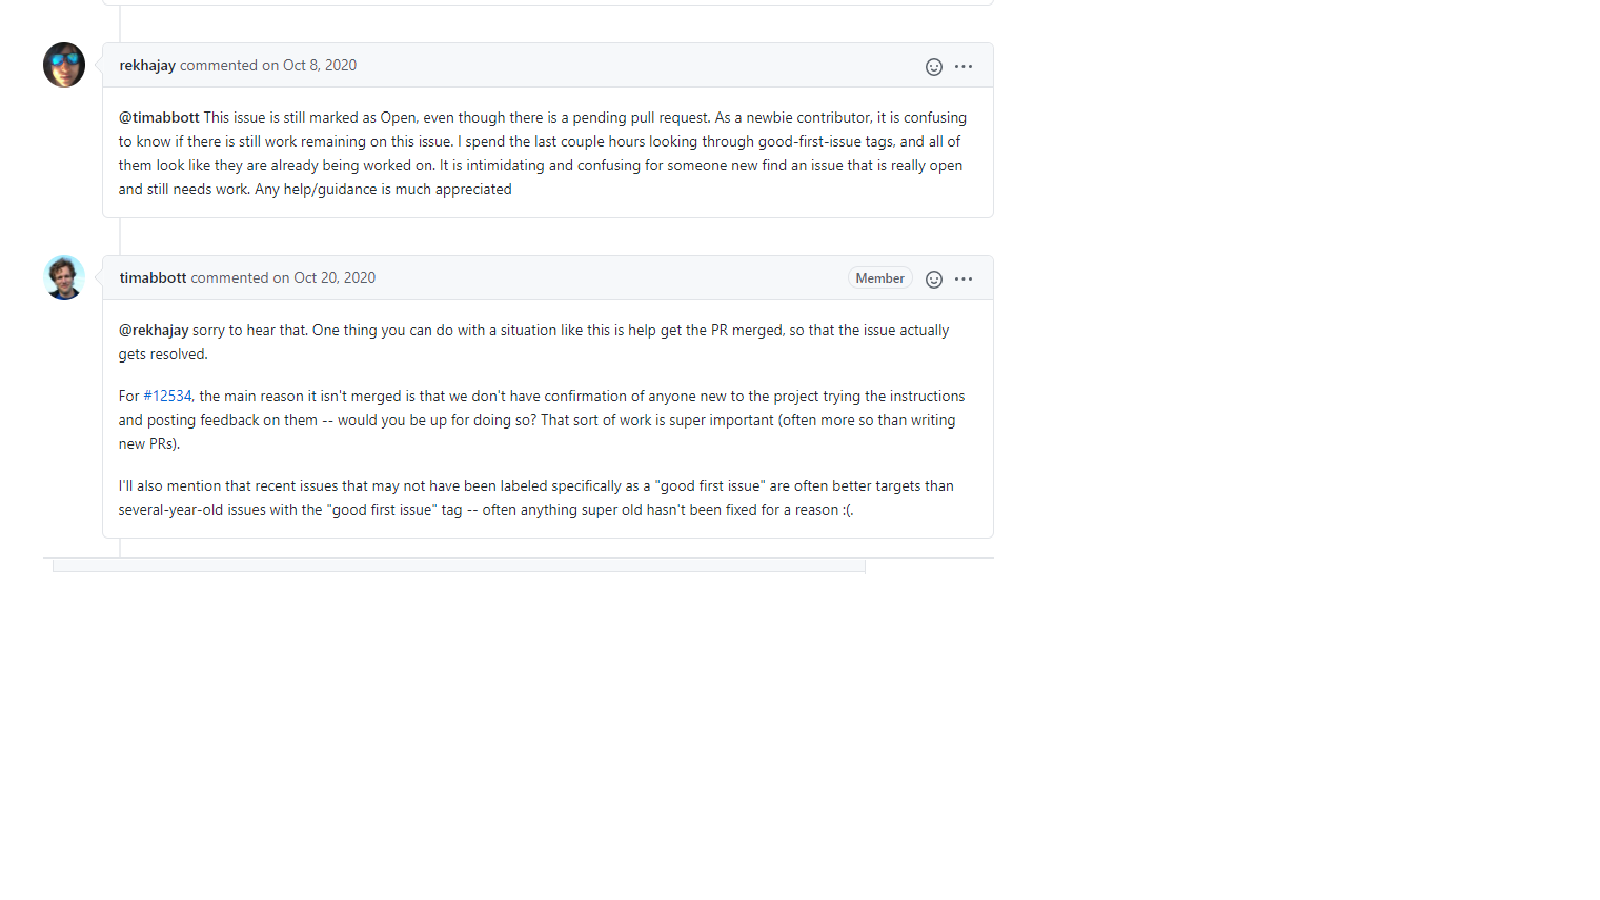 rekhajay commented on Oct 8, 2020
@timabbott This issue is still marked as Open, even though there is a pending pull request. As a newbie contributor, it is confusing
to know if there is still work remaining on this issue. I spend the last couple hours looking through good-first-issue tags, and all of
them look like they are already being worked on. It is intimidating and confusing for someone new find an issue that is really open
and still needs work. Any help/guidance is much appreciated
timabbott commented on Oct 20, 2020 Member
@rekhajay sorry to hear that. One thing you can do with a situation like this is help get the PR merged, so that the issue actually
gets resolved.
For #12534, the main reason it isn't merged is that we don't have confirmation of anyone new to the project trying the instructions
and posting feedback on them -- would you be up for doing so? That sort of work is super important (often more so than writing
new PRs).
I'll also mention that recent issues that may not have been labeled specifically as a "good first issue" are often better targets than
several-year-old issues with the "good first issue" tag -- often anything super old hasn't been fixed for a reason :(.